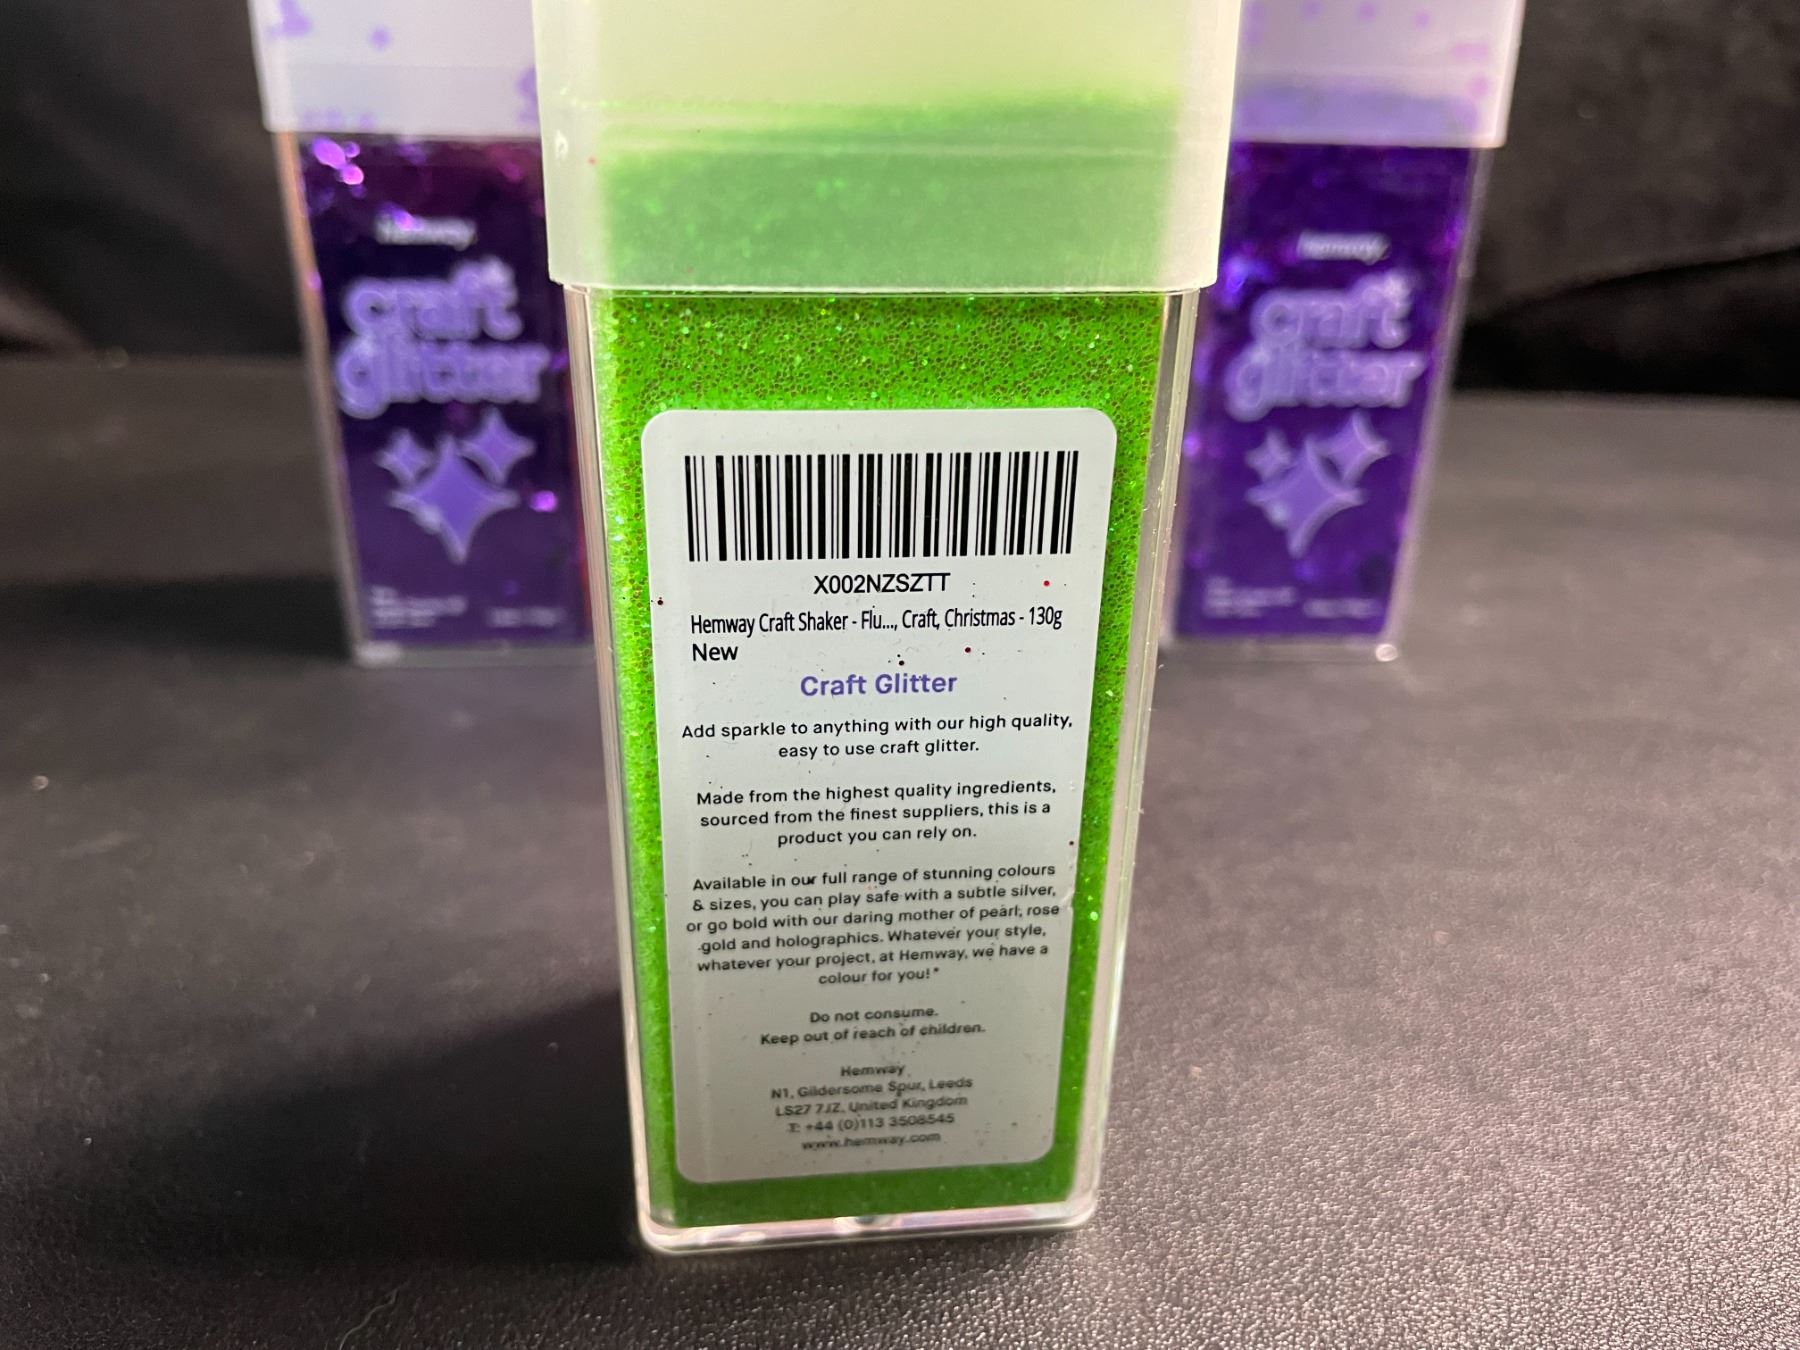 Hemway
craft
glitter
Hemway
craft
glitter
X002NZSZTT
Hemway Craft Shaker - Flu..., Craft, Christmas - 130g
New
Craft Glitter
Add sparkle to anything with our high quality,
easy to use craft glitter.
Made from the highest quality ingredients,
sourced from the finest suppliers, this is a
product you can rely on.
Available in our full range of stunning colours
& sizes, you can play safe with a subtle silver,
or go bold with our daring mother of pearl, rose
gold and holographics. Whatever your style,
whatever your project, at Hemway, we have a
colour for you!*
Do not consume.
Keep out of reach of children.
Hemway
N1, Gildersome Spur, Leeds
LS27 7JZ, United Kingdom
T: +44 (0)113 3508545
www.hemway.com